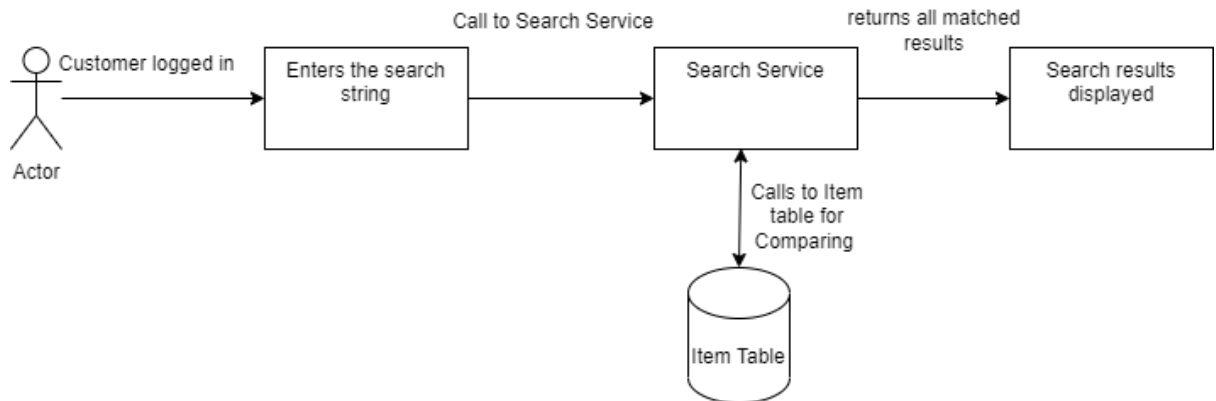 Call to Search Service
returns all matched
results
Customer logged in
Enters the search
string
Search Service
Search results
displayed
Actor
Calls to Item
table for
Comparing
Item Table